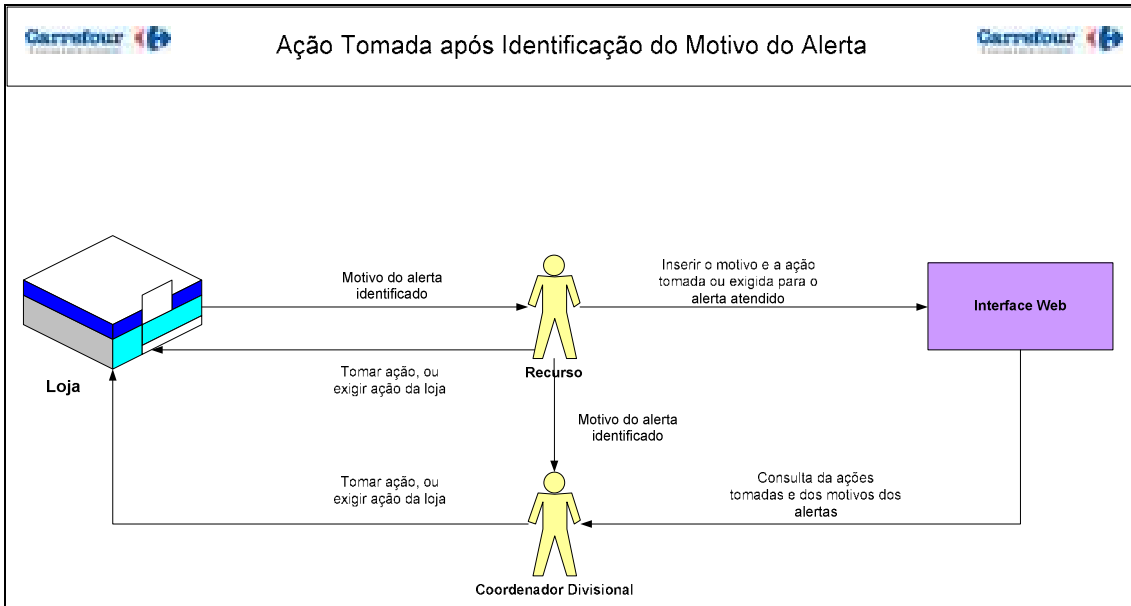 Carrefour
Ação Tomada após Identificação do Motivo do Alerta
Carrefour
Motivo do alerta
identificado
Inserir o motivo e a ação
tomada ou exigida para o
alerta atendido
Interface Web
Recurso
Loja
Tomar ação, ou
exigir ação da loja
Motivo do alerta
identificado
Tomar ação, ou
exigir ação da loja
Consulta da ações
tomadas e dos motivos dos
alertas
Coordenador Divisional